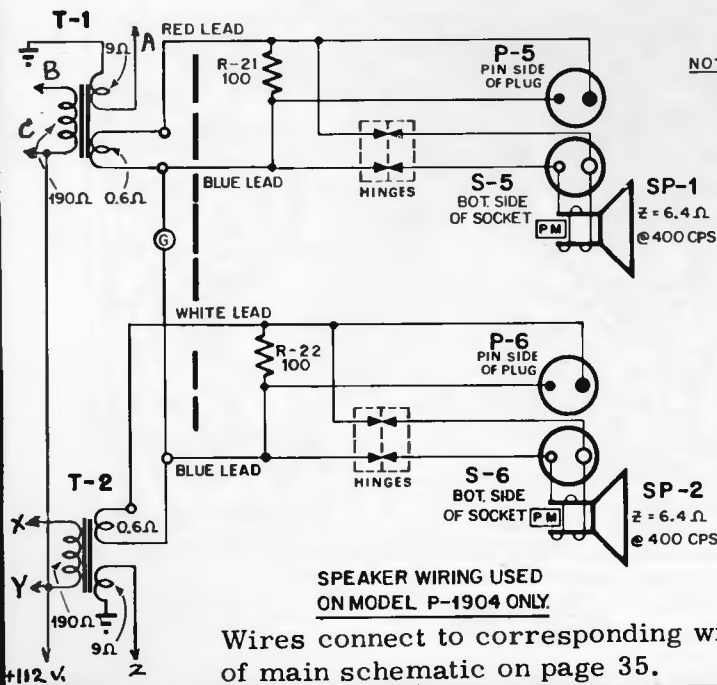 T-1
9Ω
A
RED LEAD
B
C
190Ω
0.6Ω
BLUE LEAD
R-21
100
HINGES
P-5
PIN SIDE
OF PLUG
NOT
S-5
BOT. SIDE
OF SOCKET
PM
SP-1
Z = 6.4 Ω
@ 400 CPS
G
WHITE LEAD
R-22
100
P-6
PIN SIDE
OF PLUG
BLUE LEAD
HINGES
S-6
BOT. SIDE
OF SOCKET
PM
SP-2
Z = 6.4 Ω
@ 400 CPS
T-2
X
0.6Ω
Y
190Ω
9Ω
Z
+112 V.
SPEAKER WIRING USED
ON MODEL P-1904 ONLY.
Wires connect to corresponding wi
of main schematic on page 35.